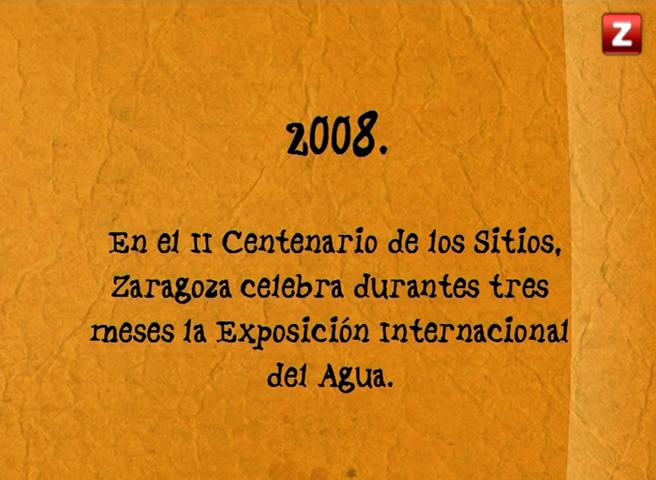 Z
2008.
En el II Centenario de los Sitios,
Zaragoza celebra durantes tres
meses la Exposición Internacional
del Agua.